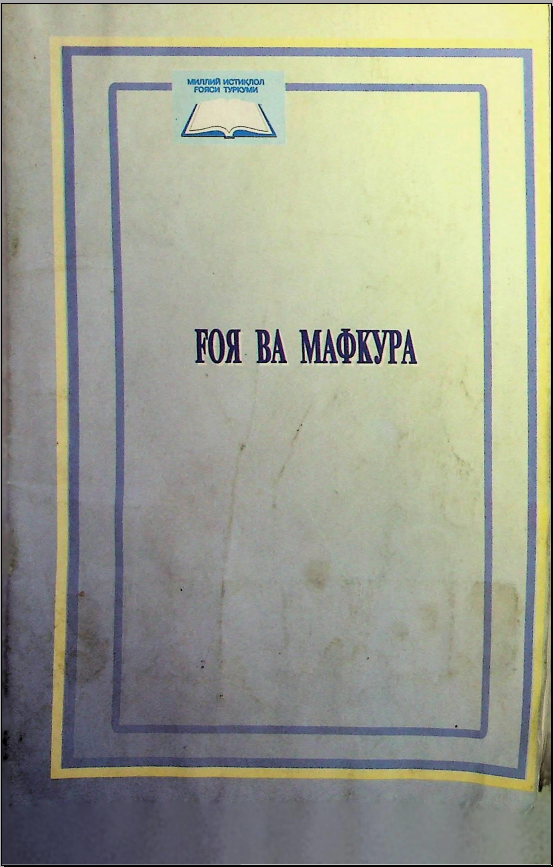 МИЛЛИЙ ИСТИҚЛОЛ
ҒОЯСИ ТУРКУМИ
ҒОЯ ВА МАФКУРА